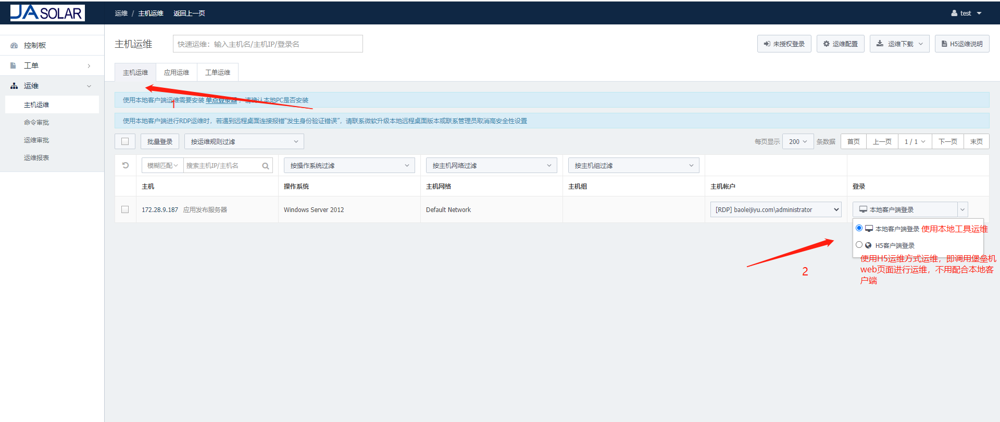 JA SOLAR
运维 / 主机运维 返回上一页
test
控制板
工单
运维
主机运维
命令审批
运维审批
运维报表
主机运维
快速运维：输入主机名/主机IP/登录名
未授权登录
运维配置
运维下载
H5运维说明
主机运维 应用运维 工单运维
使用本地客户端运维需要安装 单点登录器 ，请确认本地PC是否安装
1
使用本地客户端进行RDP运维时，若遇到远程桌面连接报错“发生身份验证错误”，请联系微软升级本地远程桌面版本或联系管理员取消高安全性设置
批量登录
按运维规则过滤
每页显示 200 条数据 首页 上一页 1 / 1 下一页 末页
模糊匹配 搜索主机IP/主机名 按操作系统过滤 按主机网络过滤 按主机组过滤
主机 操作系统 主机网络 主机组 主机帐户 登录
172.28.9.187 应用发布服务器 Windows Server 2012 Default Network [RDP] baoleijiyu.com\administrator 本地客户端登录
本地客户端登录 使用本地工具运维
H5客户端登录
使用H5运维方式运维，即调用堡垒机
web页面进行运维，不用配合本地客
户端
2